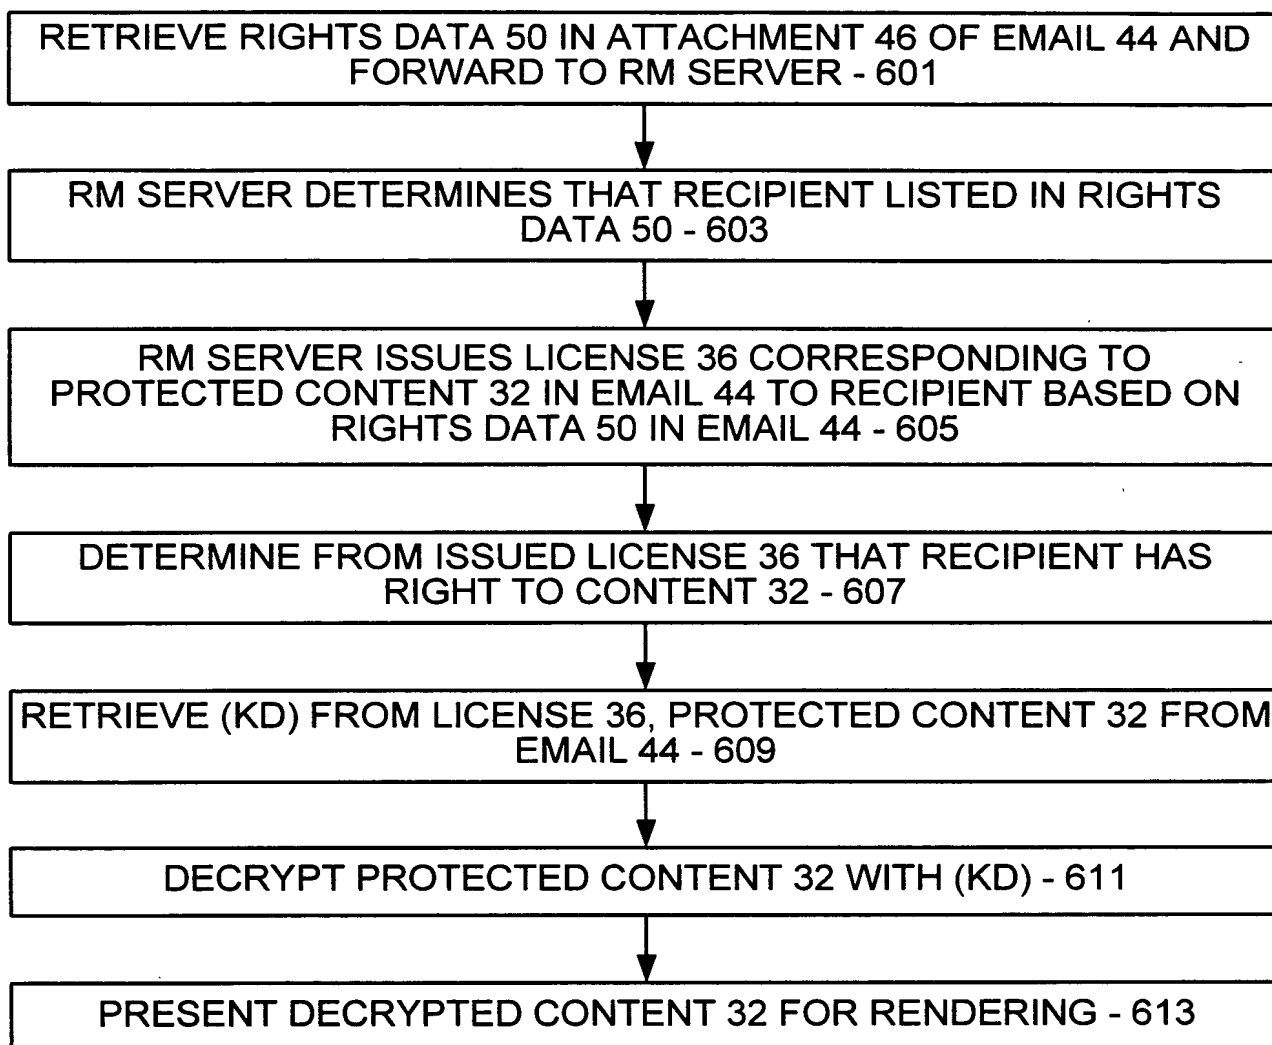 RETRIEVE RIGHTS DATA 50 IN ATTACHMENT 46 OF EMAIL 44 AND
FORWARD TO RM SERVER - 601
RM SERVER DETERMINES THAT RECIPIENT LISTED IN RIGHTS
DATA 50 - 603
RM SERVER ISSUES LICENSE 36 CORRESPONDING TO
PROTECTED CONTENT 32 IN EMAIL 44 TO RECIPIENT BASED ON
RIGHTS DATA 50 IN EMAIL 44 - 605
DETERMINE FROM ISSUED LICENSE 36 THAT RECIPIENT HAS
RIGHT TO CONTENT 32 - 607
RETRIEVE (KD) FROM LICENSE 36, PROTECTED CONTENT 32 FROM
EMAIL 44 - 609
DECRYPT PROTECTED CONTENT 32 WITH (KD) - 611
PRESENT DECRYPTED CONTENT 32 FOR RENDERING - 613